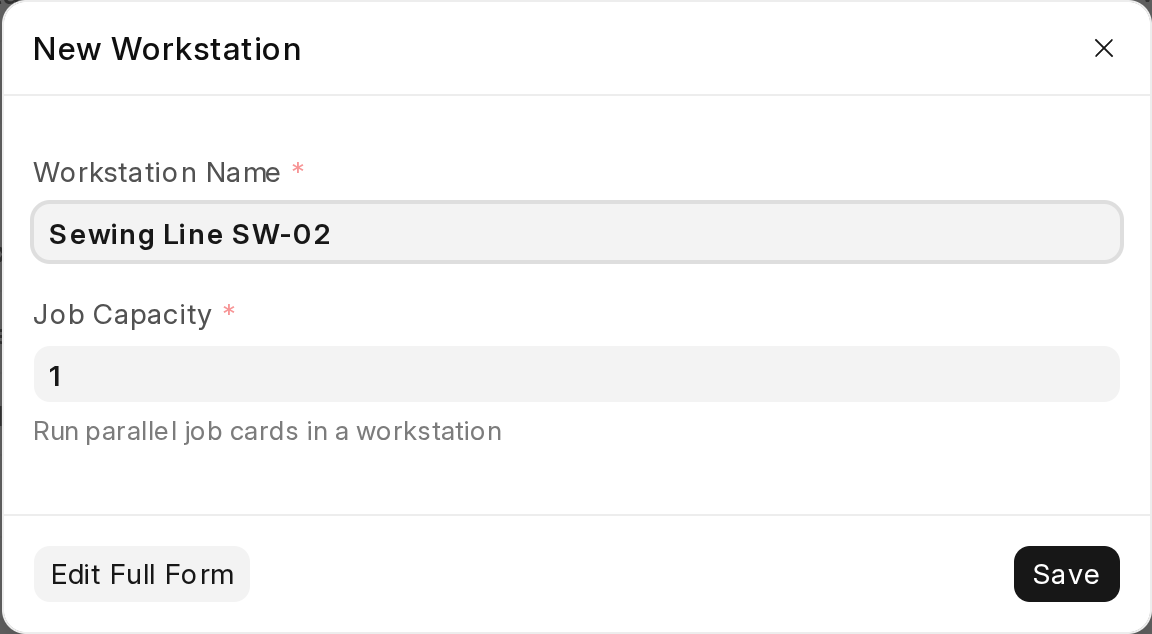 New Workstation
Workstation Name *
Sewing Line SW-02
Job Capacity *
1
Run parallel job cards in a workstation
Edit Full Form
Save